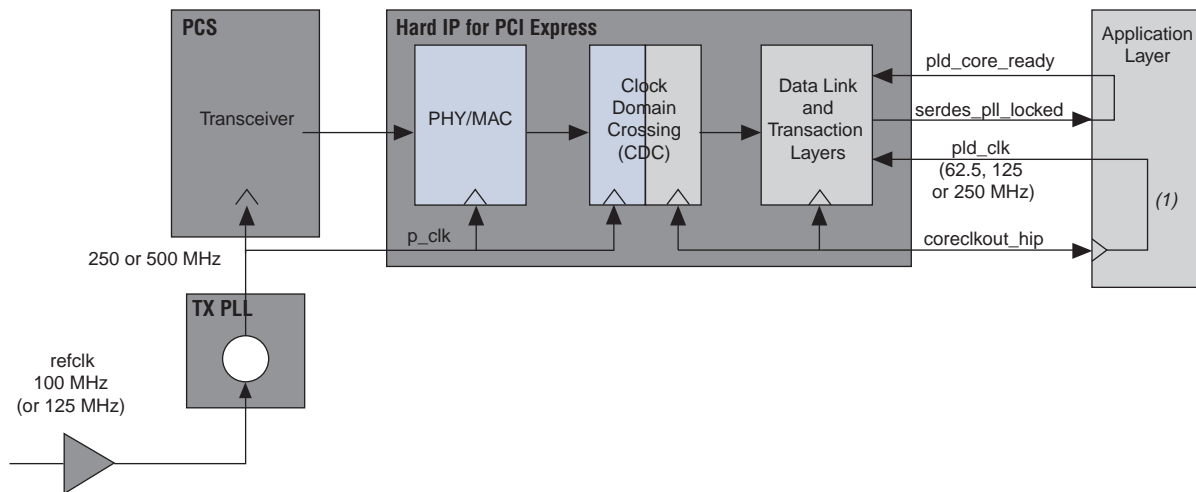 PCS
Transceiver
250 or 500 MHz
TX PLL
refclk
100 MHz
(or 125 MHz)
Hard IP for PCI Express
PHY/MAC
Clock
Domain
Crossing
(CDC)
Data Link
and
Transaction
Layers
p_clk
pld_core_ready
serdes_pll_locked
pld_clk
(62.5, 125
or 250 MHz)
coreclkout_hip
Application
Layer
(1)